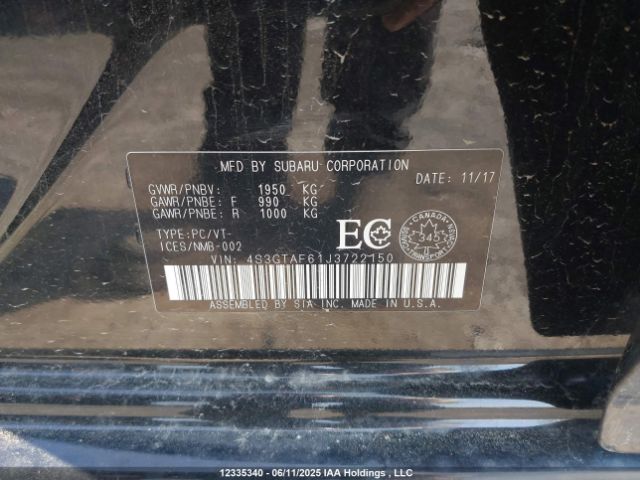 MFD BY SUBARU CORPORATION
DATE: 11/17
GVWR/PNBV: 1950 KG
GAWR/PNBE: F 990 KG
GAWR/PNBE: R 1000 KG
TYPE:PC/VT-
ICES/NMB-002
EC
CANADA
345
VIN: 4S3GTAF61J3722150
ASSEMBLED BY SIA INC. MADE IN U.S.A.
12335340 - 06/11/2025 IAA Holdings , LLC